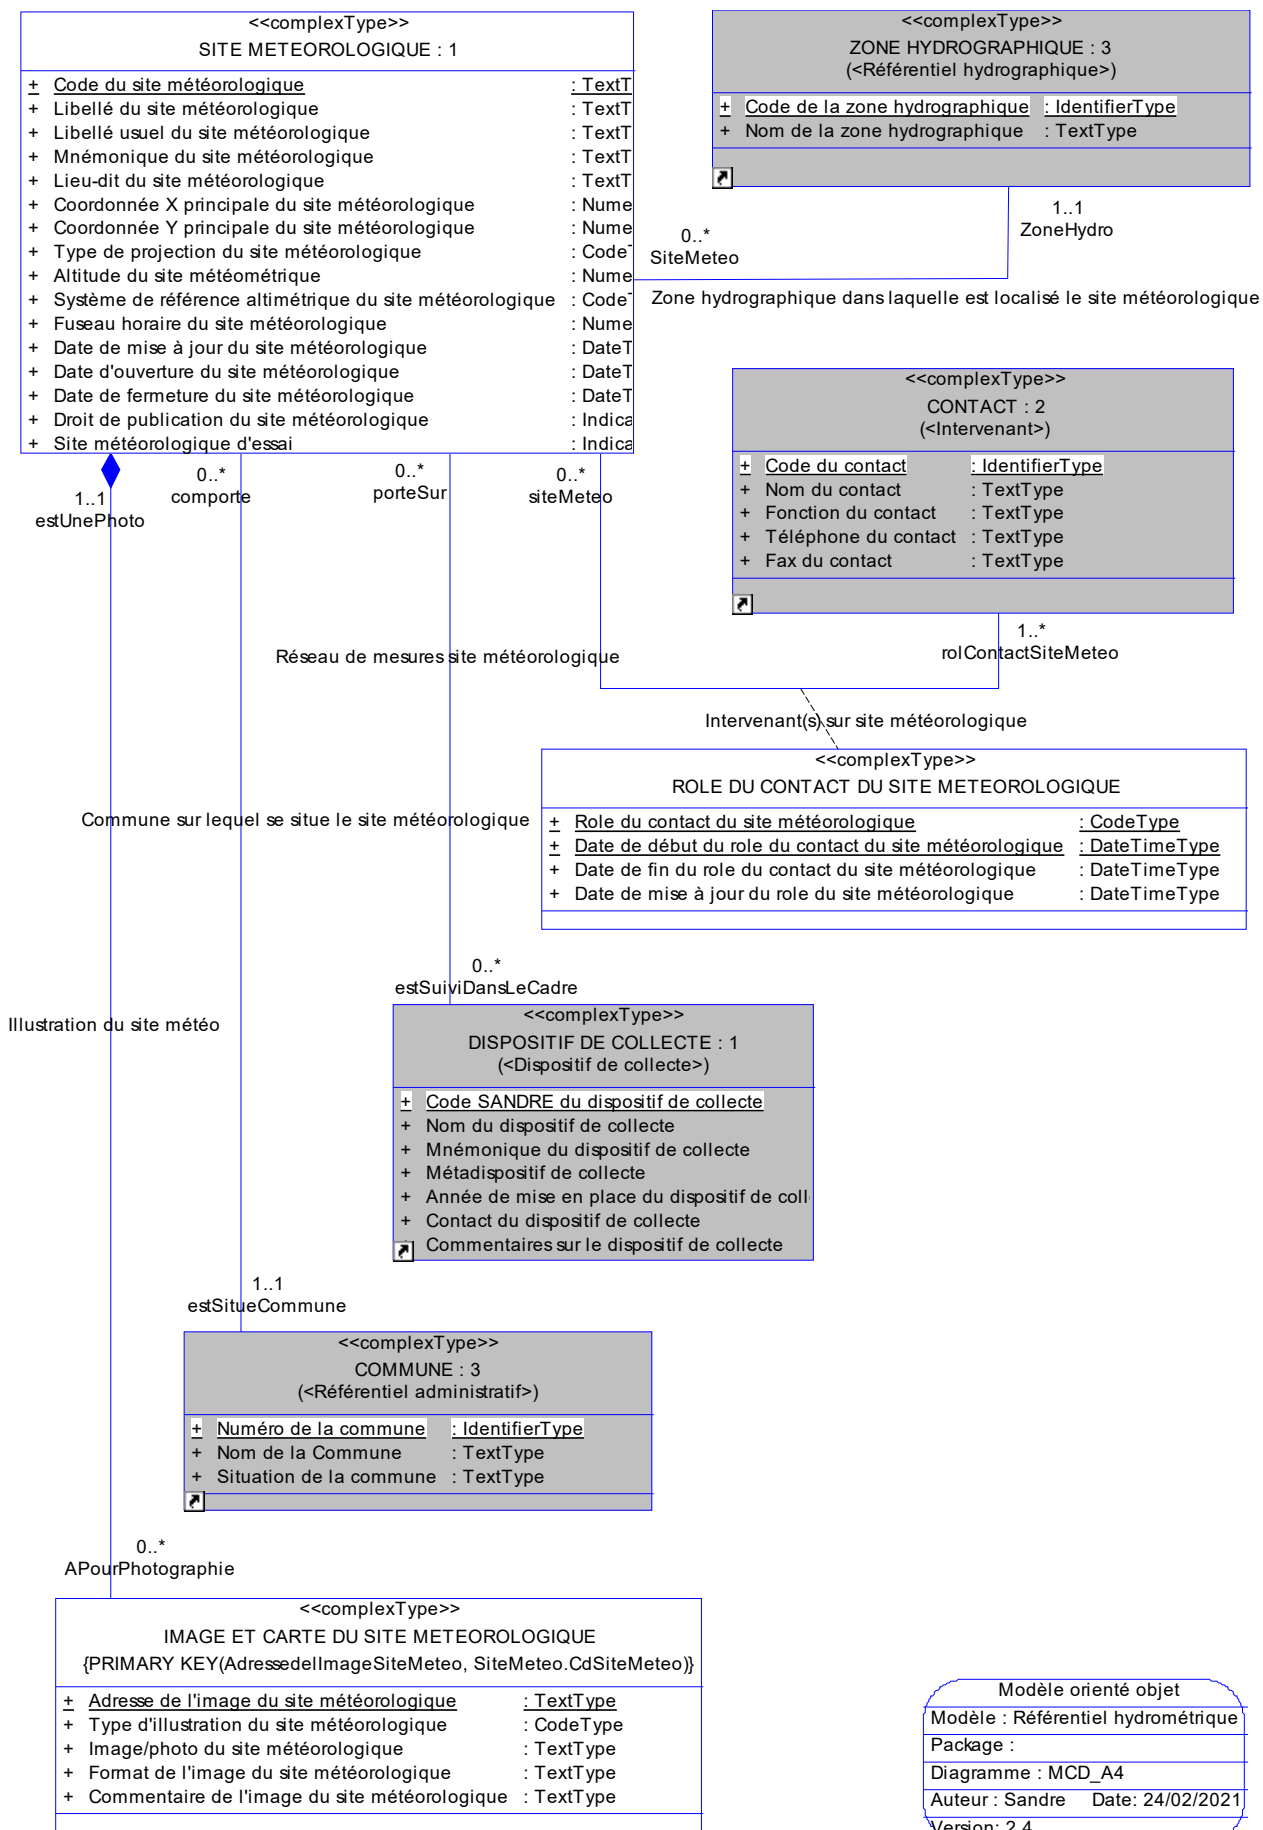 <<complexType>>
SITE METEOROLOGIQUE : 1
+ Code du site météorologique : TextT
+ Libellé du site météorologique : TextT
+ Libellé usuel du site météorologique : TextT
+ Mnémonique du site météorologique : TextT
+ Lieu-dit du site météorologique : TextT
+ Coordonnée X principale du site météorologique : Nume
+ Coordonnée Y principale du site météorologique : Nume
+ Type de projection du site météorologique : Code
+ Altitude du site météométrique : Nume
+ Système de référence altimétrique du site météorologique : Code
+ Fuseau horaire du site météorologique : Nume
+ Date de mise à jour du site météorologique : DateT
+ Date d'ouverture du site météorologique : DateT
+ Date de fermeture du site météorologique : DateT
+ Droit de publication du site météorologique : Indica
+ Site météorologique d'essai : Indica
<<complexType>>
ZONE HYDROGRAPHIQUE : 3
(<Référentiel hydrographique>)
+ Code de la zone hydrographique : IdentifierType
+ Nom de la zone hydrographique : TextType
1..1
ZoneHydro
0..*
SiteMeteo
Zone hydrographique dans laquelle est localisé le site météorologique
<<complexType>>
CONTACT : 2
(<Intervenant>)
+ Code du contact : IdentifierType
+ Nom du contact : TextType
+ Fonction du contact : TextType
+ Téléphone du contact : TextType
+ Fax du contact : TextType
1..1
estUnePhoto
0..*
comporte
0..*
porteSur
0..*
siteMeteo
1..*
rolContactSiteMeteo
Réseau de mesures site météorologique
Intervenant(s) sur site météorologique
<<complexType>>
ROLE DU CONTACT DU SITE METEOROLOGIQUE
+ Role du contact du site météorologique : CodeType
+ Date de début du role du contact du site météorologique : DateTimeType
+ Date de fin du role du contact du site météorologique : DateTimeType
+ Date de mise à jour du role du site météorologique : DateTimeType
Commune sur lequel se situe le site météorologique
0..*
estSuiviDansLeCadre
Illustration du site météo
<<complexType>>
DISPOSITIF DE COLLECTE : 1
(<Dispositif de collecte>)
+ Code SANDRE du dispositif de collecte
+ Nom du dispositif de collecte
+ Mnémonique du dispositif de collecte
+ Métadispositif de collecte
+ Année de mise en place du dispositif de coll
+ Contact du dispositif de collecte
Commentaires sur le dispositif de collecte
1..1
estSitueCommune
<<complexType>>
COMMUNE : 3
(<Référentiel administratif>)
+ Numéro de la commune : IdentifierType
+ Nom de la Commune : TextType
+ Situation de la commune : TextType
0..*
APourPhotographie
<<complexType>>
IMAGE ET CARTE DU SITE METEOROLOGIQUE
{PRIMARY KEY(AdressedelImageSiteMeteo, SiteMeteo.CdSiteMeteo)}
+ Adresse de l'image du site météorologique : TextType
+ Type d'illustration du site météorologique : CodeType
+ Image/photo du site météorologique : TextType
+ Format de l'image du site météorologique : TextType
+ Commentaire de l'image du site météorologique : TextType
Modèle orienté objet
Modèle : Référentiel hydrométrique
Package :
Diagramme : MCD_A4
Auteur : Sandre Date: 24/02/2021
Version: 2.4